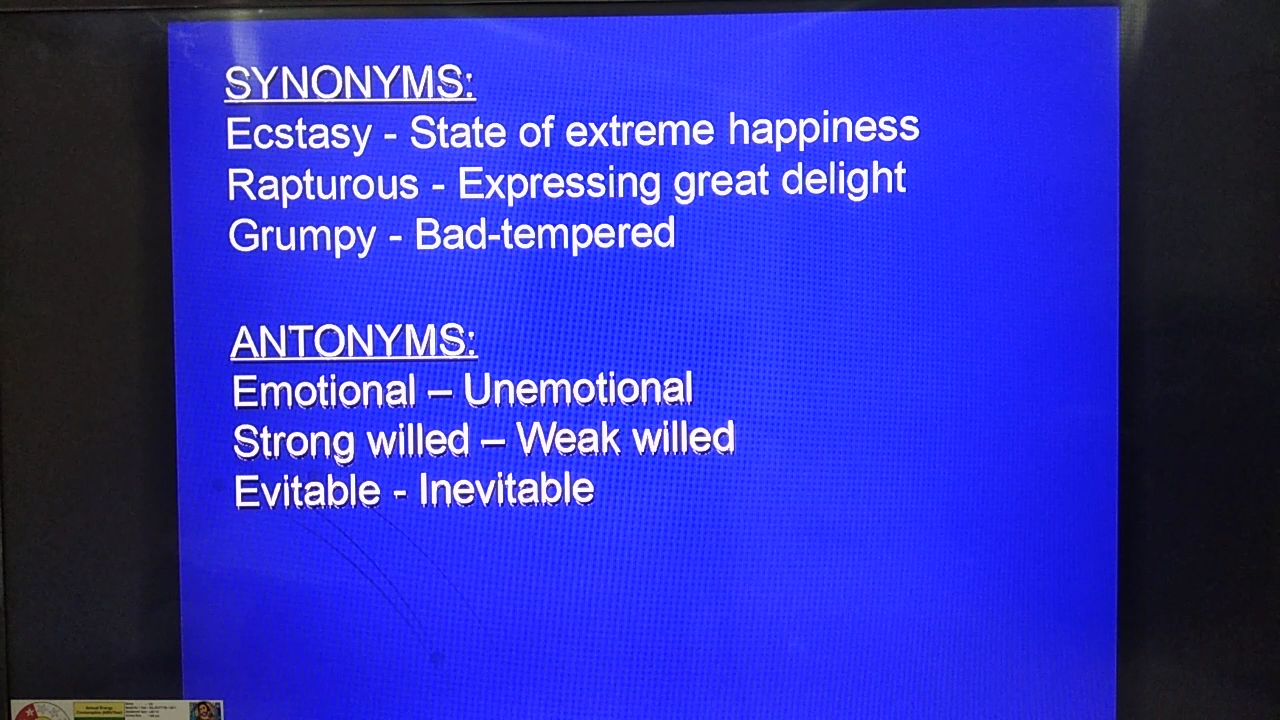 SYNONYMS:
Ecstasy - State of extreme happiness
Rapturous - Expressing great delight
Grumpy - Bad-tempered
ANTONYMS:
Emotional – Unemotional
Strong willed – Weak willed
Evitable - Inevitable